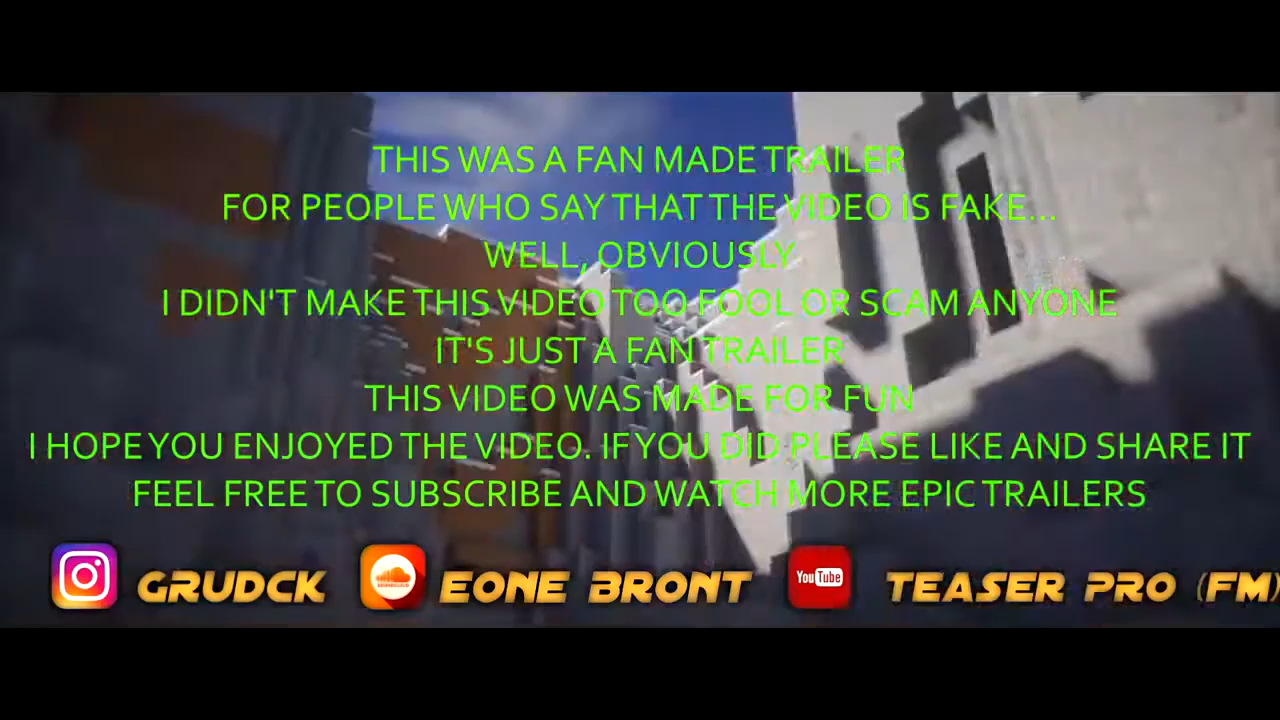 THIS WAS A FAN MADE TRAILER
FOR PEOPLE WHO SAY THAT THE VIDEO IS FAKE...
WELL, OBVIOUSLY
I DIDN'T MAKE THIS VIDEO TOO FOOL OR SCAM ANYONE
IT'S JUST A FAN TRAILER
THIS VIDEO WAS MADE FOR FUN
I HOPE YOU ENJOYED THE VIDEO. IF YOU DID PLEASE LIKE AND SHARE IT
FEEL FREE TO SUBSCRIBE AND WATCH MORE EPIC TRAILERS
GRUDCK SOUNDCLOUD EONE BRONT YouTube TEASER PRO (FM)